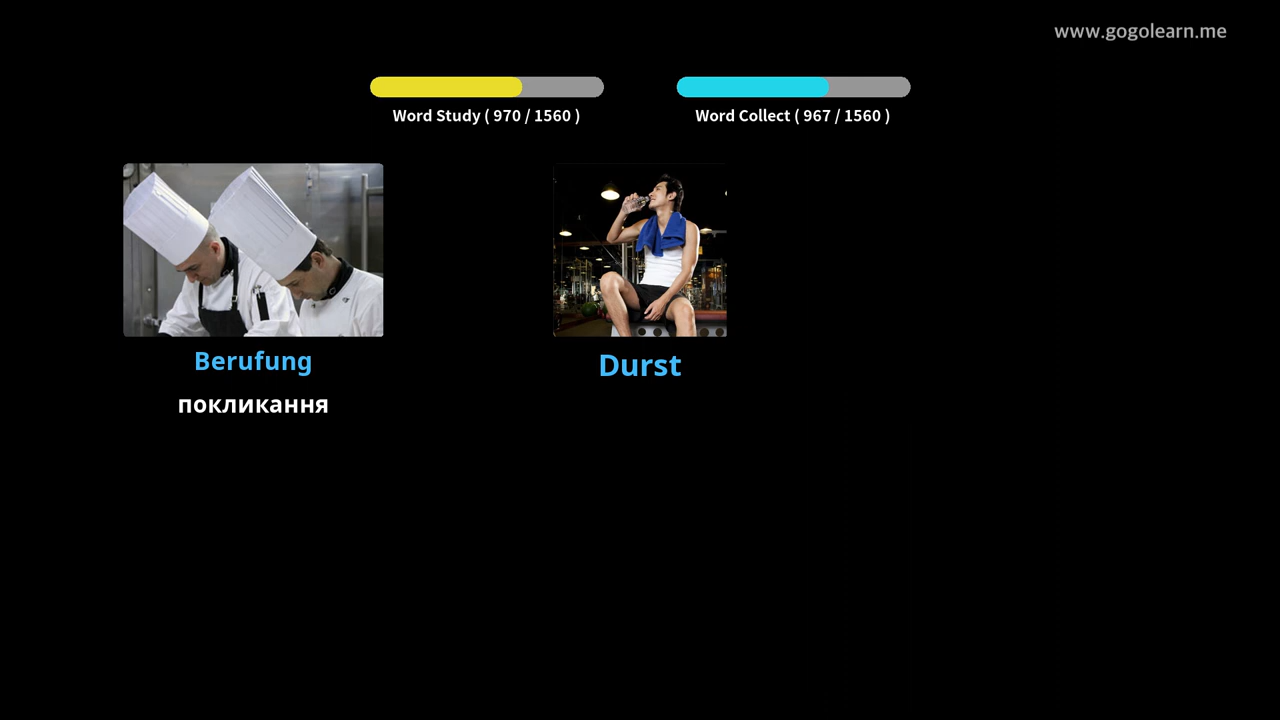 www.gogolearn.me
Word Study ( 970 / 1560 )
Word Collect ( 967 / 1560 )
Berufung
покликання
Durst